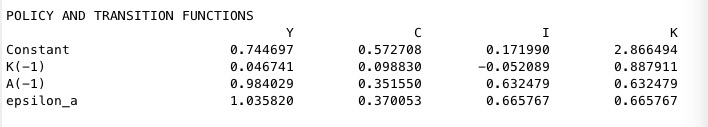 POLICY AND TRANSITION FUNCTIONS
Y C I K
Constant 0.744697 0.572708 0.171990 2.866494
K(-1) 0.046741 0.098830 -0.052089 0.887911
A(-1) 0.984029 0.351550 0.632479 0.632479
epsilon_a 1.035820 0.370053 0.665767 0.665767